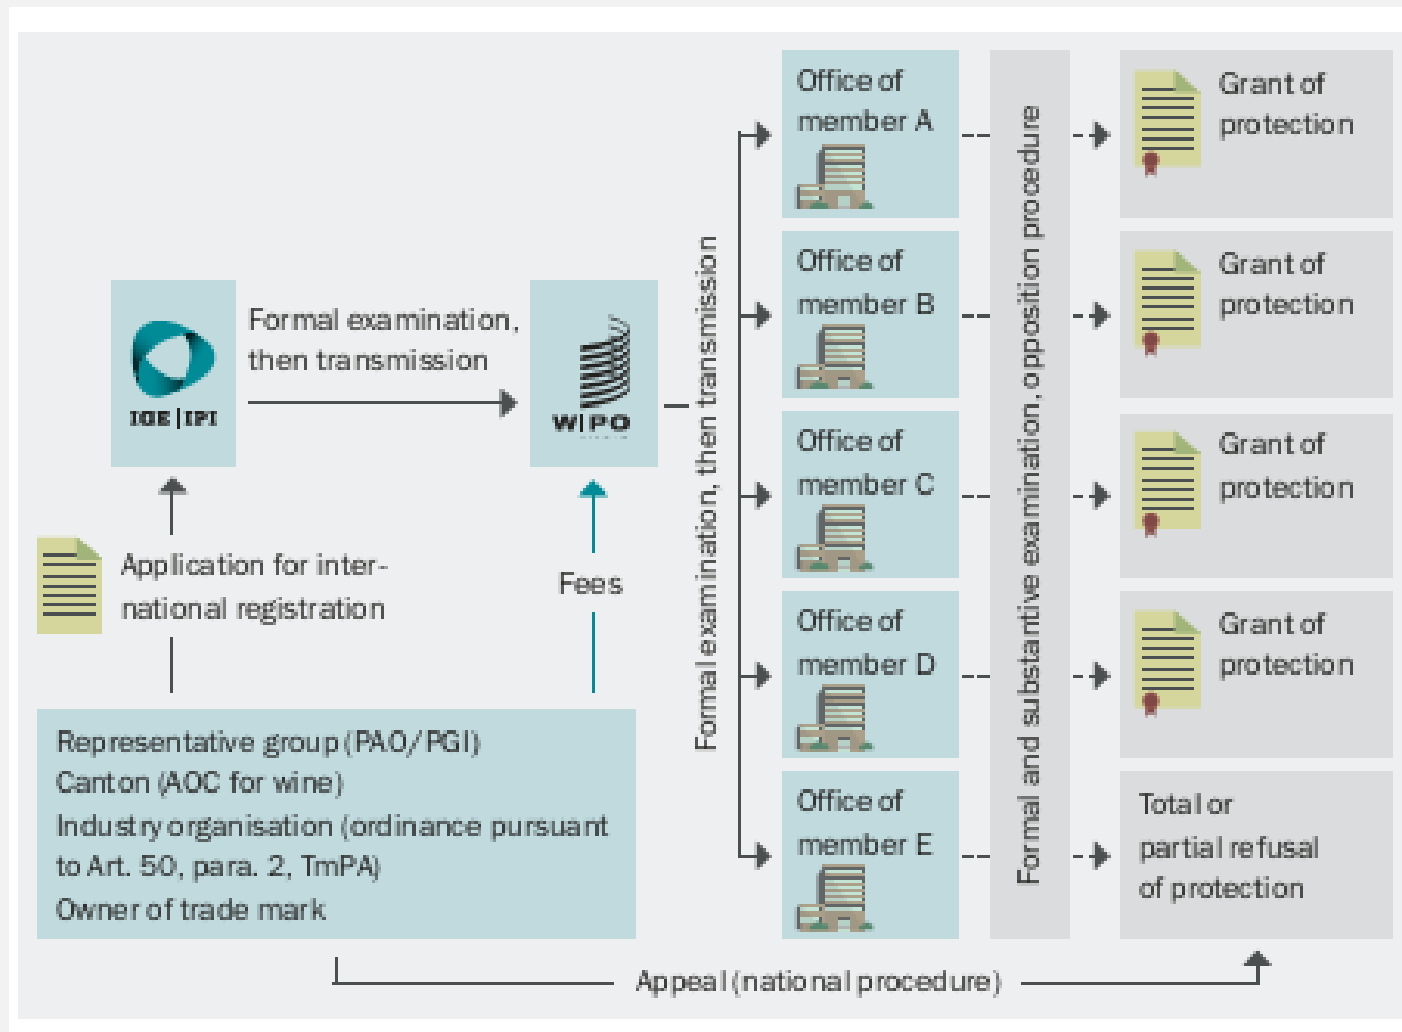 Office of
member A
Grant of
protection
Office of
member B
Grant of
protection
Formal examination,
then transmission
IGE|IPI
WIPO
Formal examination, then transmission
Formal and substantive examination, opposition procedure
Office of
member C
Grant of
protection
Application for inter-
national registration
Fees
Office of
member D
Grant of
protection
Representative group (PAO/PGI)
Canton (AOC for wine)
Industry organisation (ordinance pursuant
to Art. 50, para. 2, TmPA)
Owner of trade mark
Office of
member E
Total or
partial refusal
of protection
Appeal (national procedure)